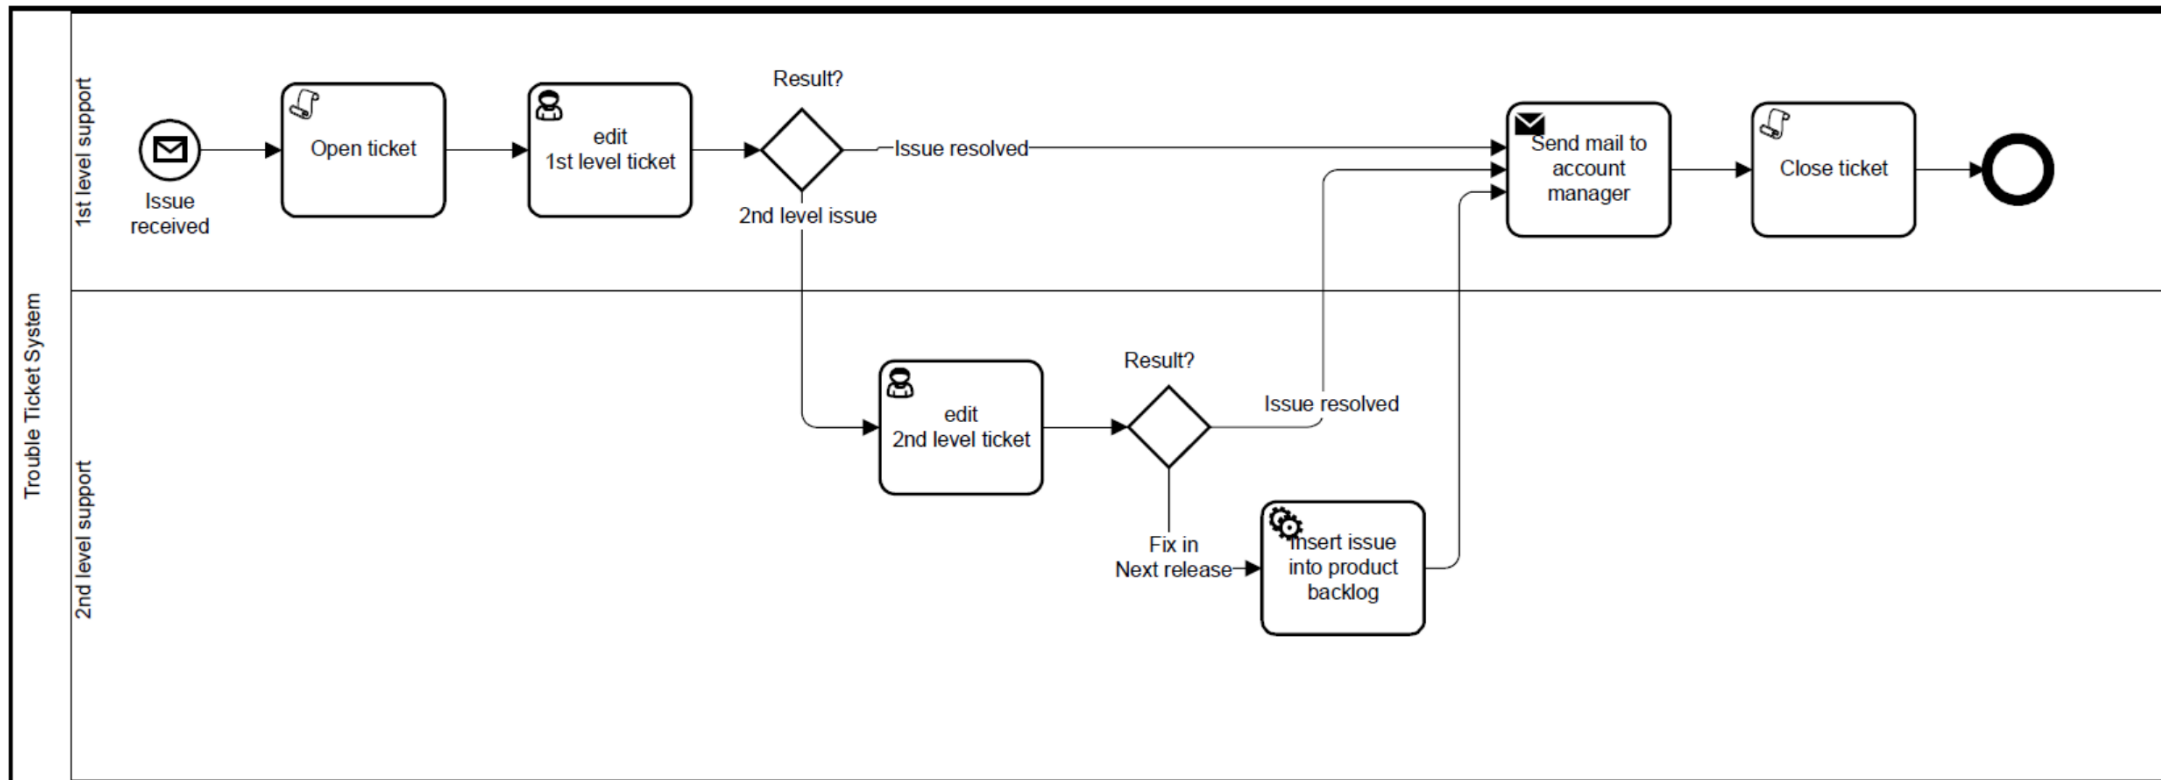 Trouble Ticket System
1st level support
Issue
received
Open ticket
edit
1st level ticket
Result?
Issue resolved
2nd level issue
Send mail to
account
manager
Close ticket
2nd level support
edit
2nd level ticket
Result?
Issue resolved
Fix in
Next release
Insert issue
into product
backlog